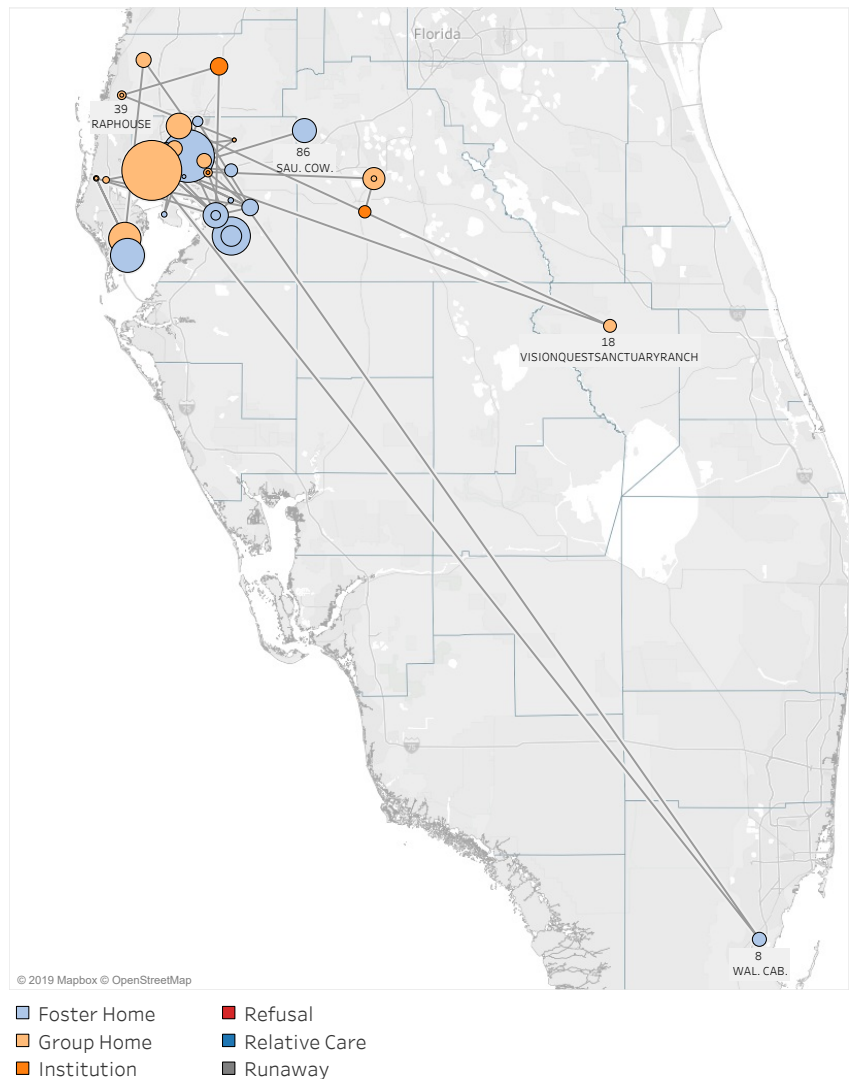 Florida
39
RAPHOUSE
86
SAU. COW.
18
VISIONQUESTSANCTUARYRANCH
8
WAL. CAB.
© 2019 Mapbox © OpenStreetMap
Foster Home
Refusal
Group Home
Relative Care
Institution
Runaway